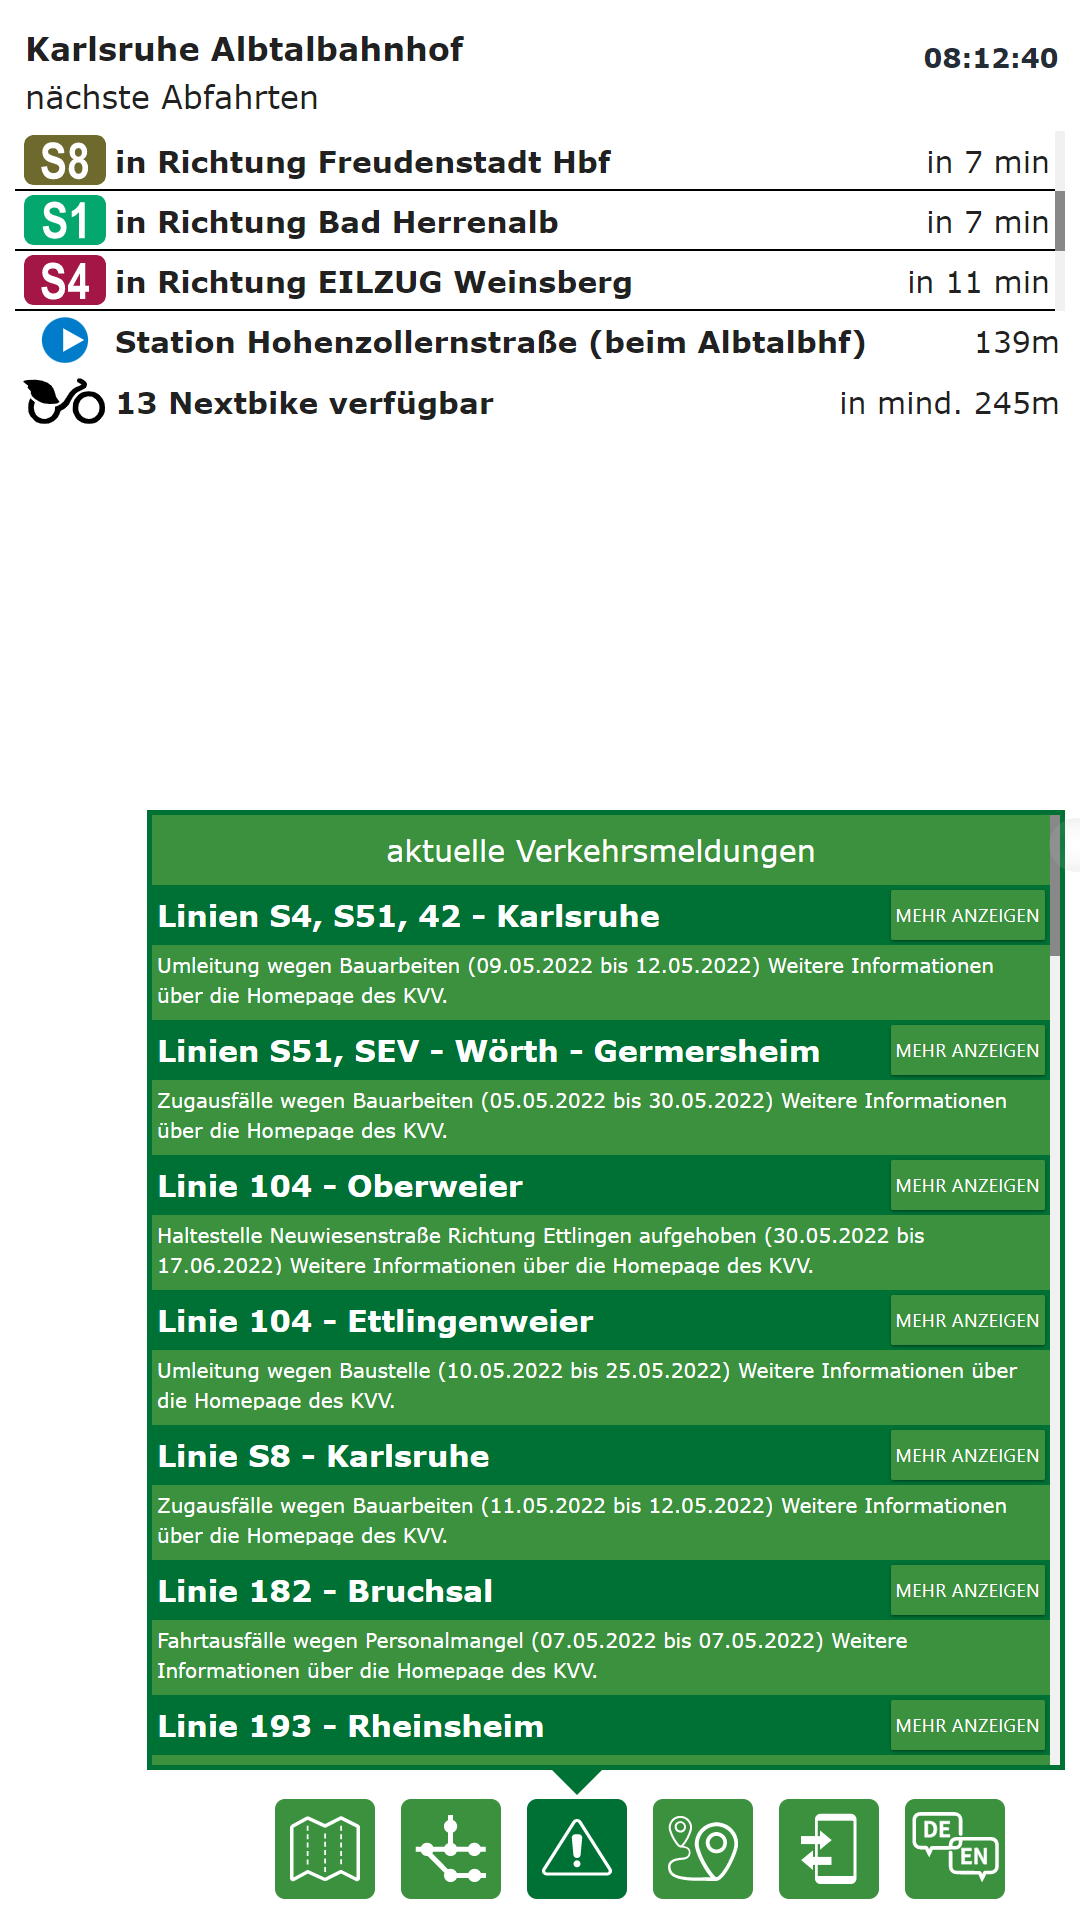 Karlsruhe Albtalbahnhof
08:12:40
nächste Abfahrten
S8 in Richtung Freudenstadt Hbf in 7 min
S1 in Richtung Bad Herrenalb in 7 min
S4 in Richtung EILZUG Weinsberg in 11 min
Station Hohenzollernstraße (beim Albtalbhf) 139m
13 Nextbike verfügbar in mind. 245m
aktuelle Verkehrsmeldungen
Linien S4, S51, 42 - Karlsruhe MEHR ANZEIGEN
Umleitung wegen Bauarbeiten (09.05.2022 bis 12.05.2022) Weitere Informationen
über die Homepage des KVV.
Linien S51, SEV - Wörth - Germersheim MEHR ANZEIGEN
Zugausfälle wegen Bauarbeiten (05.05.2022 bis 30.05.2022) Weitere Informationen
über die Homepage des KVV.
Linie 104 - Oberweier MEHR ANZEIGEN
Haltestelle Neuwiesenstraße Richtung Ettlingen aufgehoben (30.05.2022 bis
17.06.2022) Weitere Informationen über die Homepage des KVV.
Linie 104 - Ettlingenweier MEHR ANZEIGEN
Umleitung wegen Baustelle (10.05.2022 bis 25.05.2022) Weitere Informationen über
die Homepage des KVV.
Linie S8 - Karlsruhe MEHR ANZEIGEN
Zugausfälle wegen Bauarbeiten (11.05.2022 bis 12.05.2022) Weitere Informationen
über die Homepage des KVV.
Linie 182 - Bruchsal MEHR ANZEIGEN
Fahrtausfälle wegen Personalmangel (07.05.2022 bis 07.05.2022) Weitere
Informationen über die Homepage des KVV.
Linie 193 - Rheinsheim MEHR ANZEIGEN
DE
EN